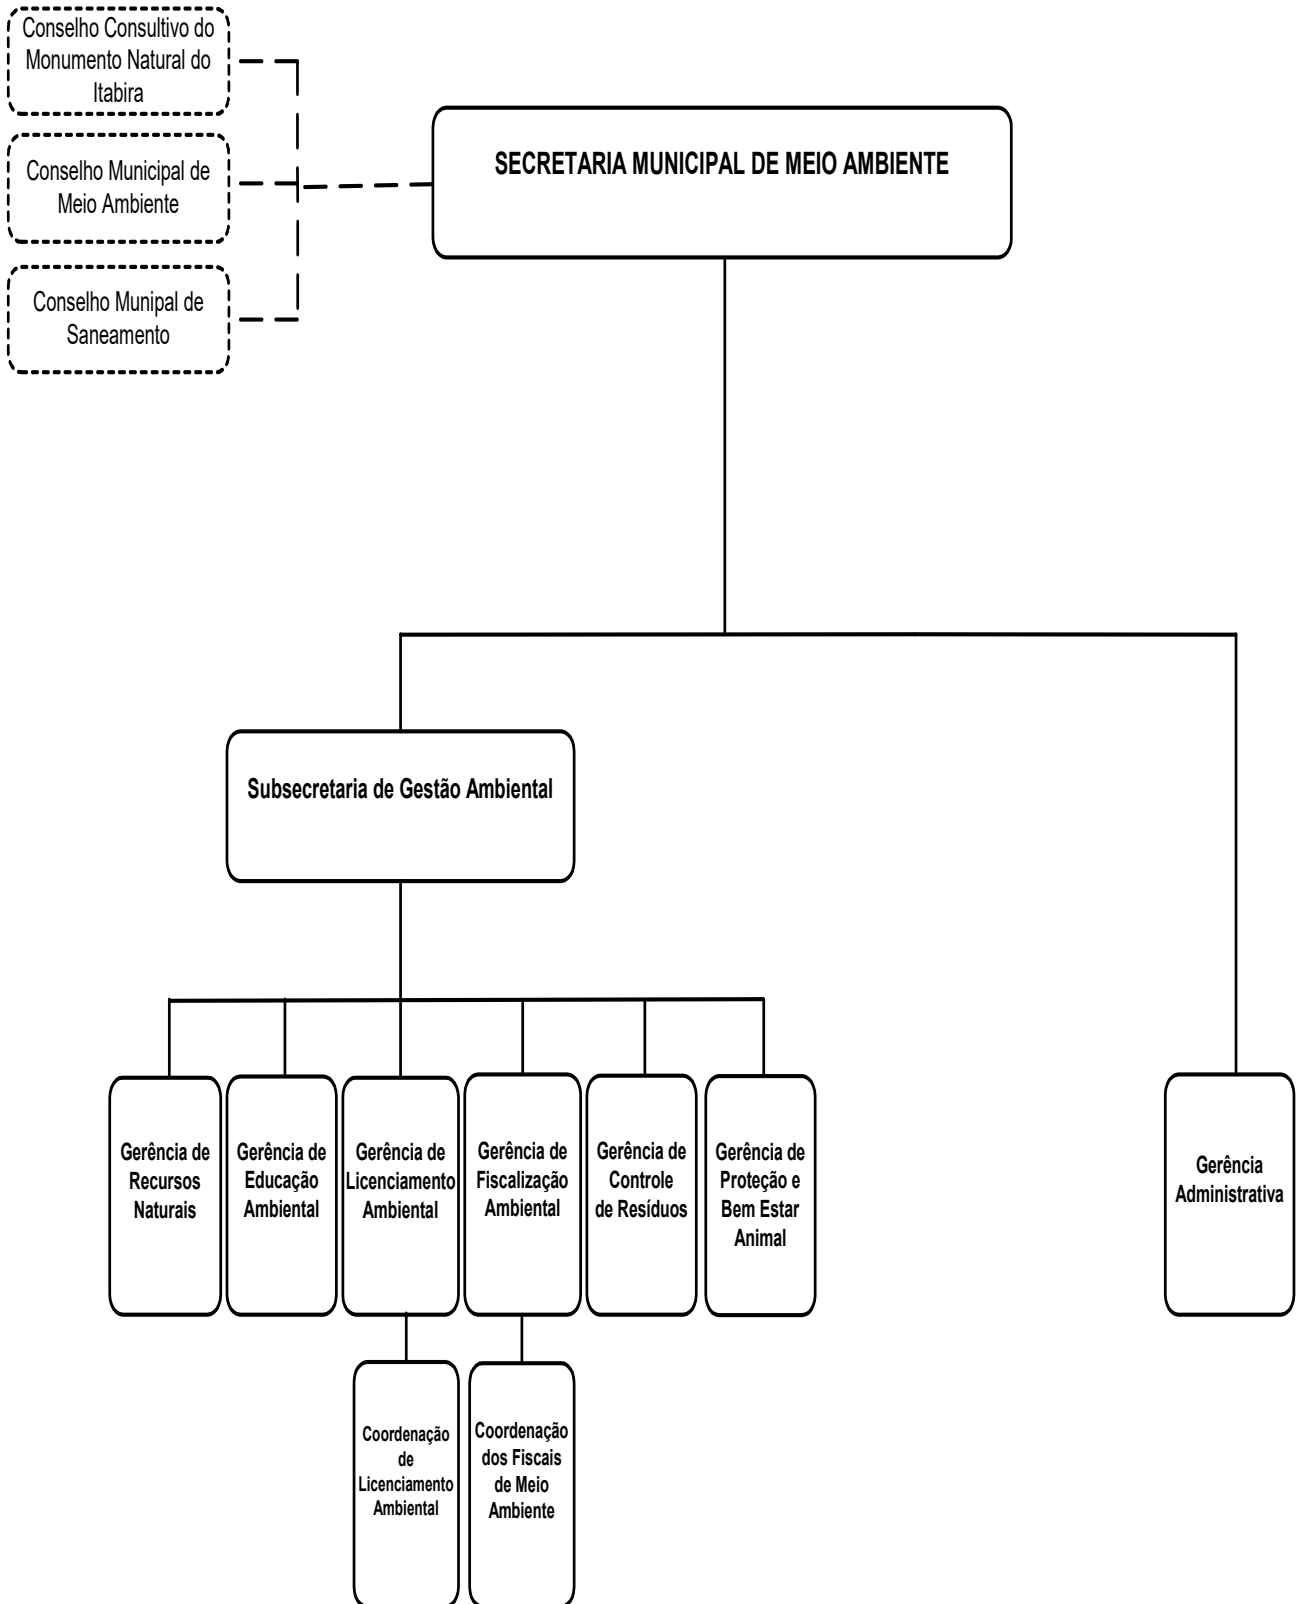 Conselho Consultivo do
Monumento Natural do
Itabira
Conselho Municipal de
Meio Ambiente
Conselho Munipal de
Saneamento
SECRETARIA MUNICIPAL DE MEIO AMBIENTE
Subsecretaria de Gestão Ambiental
Gerência de
Recursos
Naturais
Gerência de
Educação
Ambiental
Gerência de
Licenciamento
Ambiental
Gerência de
Fiscalização
Ambiental
Gerência de
Controle
de Resíduos
Gerência de
Proteção e
Bem Estar
Animal
Gerência
Administrativa
Coordenação
de
Licenciamento
Ambiental
Coordenação
dos Fiscais
de Meio
Ambiente